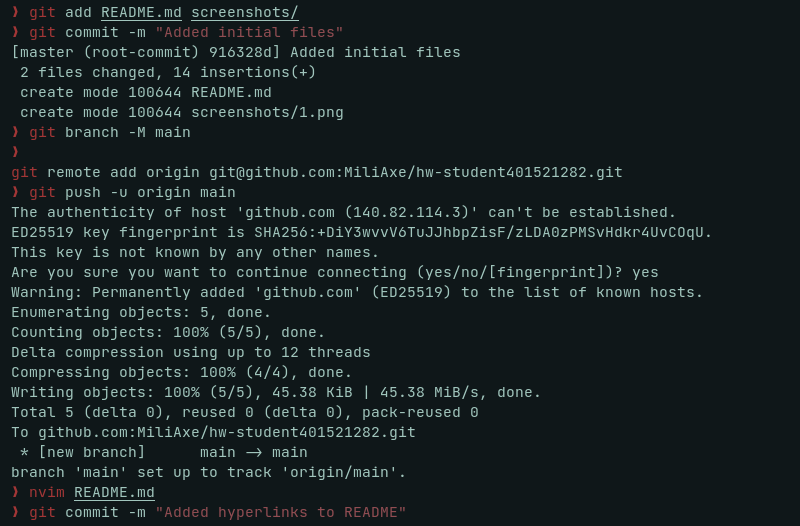 ❫ git add README.md screenshots/
❫ git commit -m "Added initial files"
[master (root-commit) 916328d] Added initial files
 2 files changed, 14 insertions(+)
 create mode 100644 README.md
 create mode 100644 screenshots/1.png
❫ git branch -M main
❫
git remote add origin git@github.com:MiliAxe/hw-student401521282.git
❫ git push -u origin main
The authenticity of host 'github.com (140.82.114.3)' can't be established.
ED25519 key fingerprint is SHA256:+DiY3wvvV6TuJJhbpZisF/zLDA0zPMSvHdkr4UvCOqU.
This key is not known by any other names.
Are you sure you want to continue connecting (yes/no/[fingerprint])? yes
Warning: Permanently added 'github.com' (ED25519) to the list of known hosts.
Enumerating objects: 5, done.
Counting objects: 100% (5/5), done.
Delta compression using up to 12 threads
Compressing objects: 100% (4/4), done.
Writing objects: 100% (5/5), 45.38 KiB | 45.38 MiB/s, done.
Total 5 (delta 0), reused 0 (delta 0), pack-reused 0
To github.com:MiliAxe/hw-student401521282.git
 * [new branch]      main -> main
branch 'main' set up to track 'origin/main'.
❫ nvim README.md
❫ git commit -m "Added hyperlinks to README"